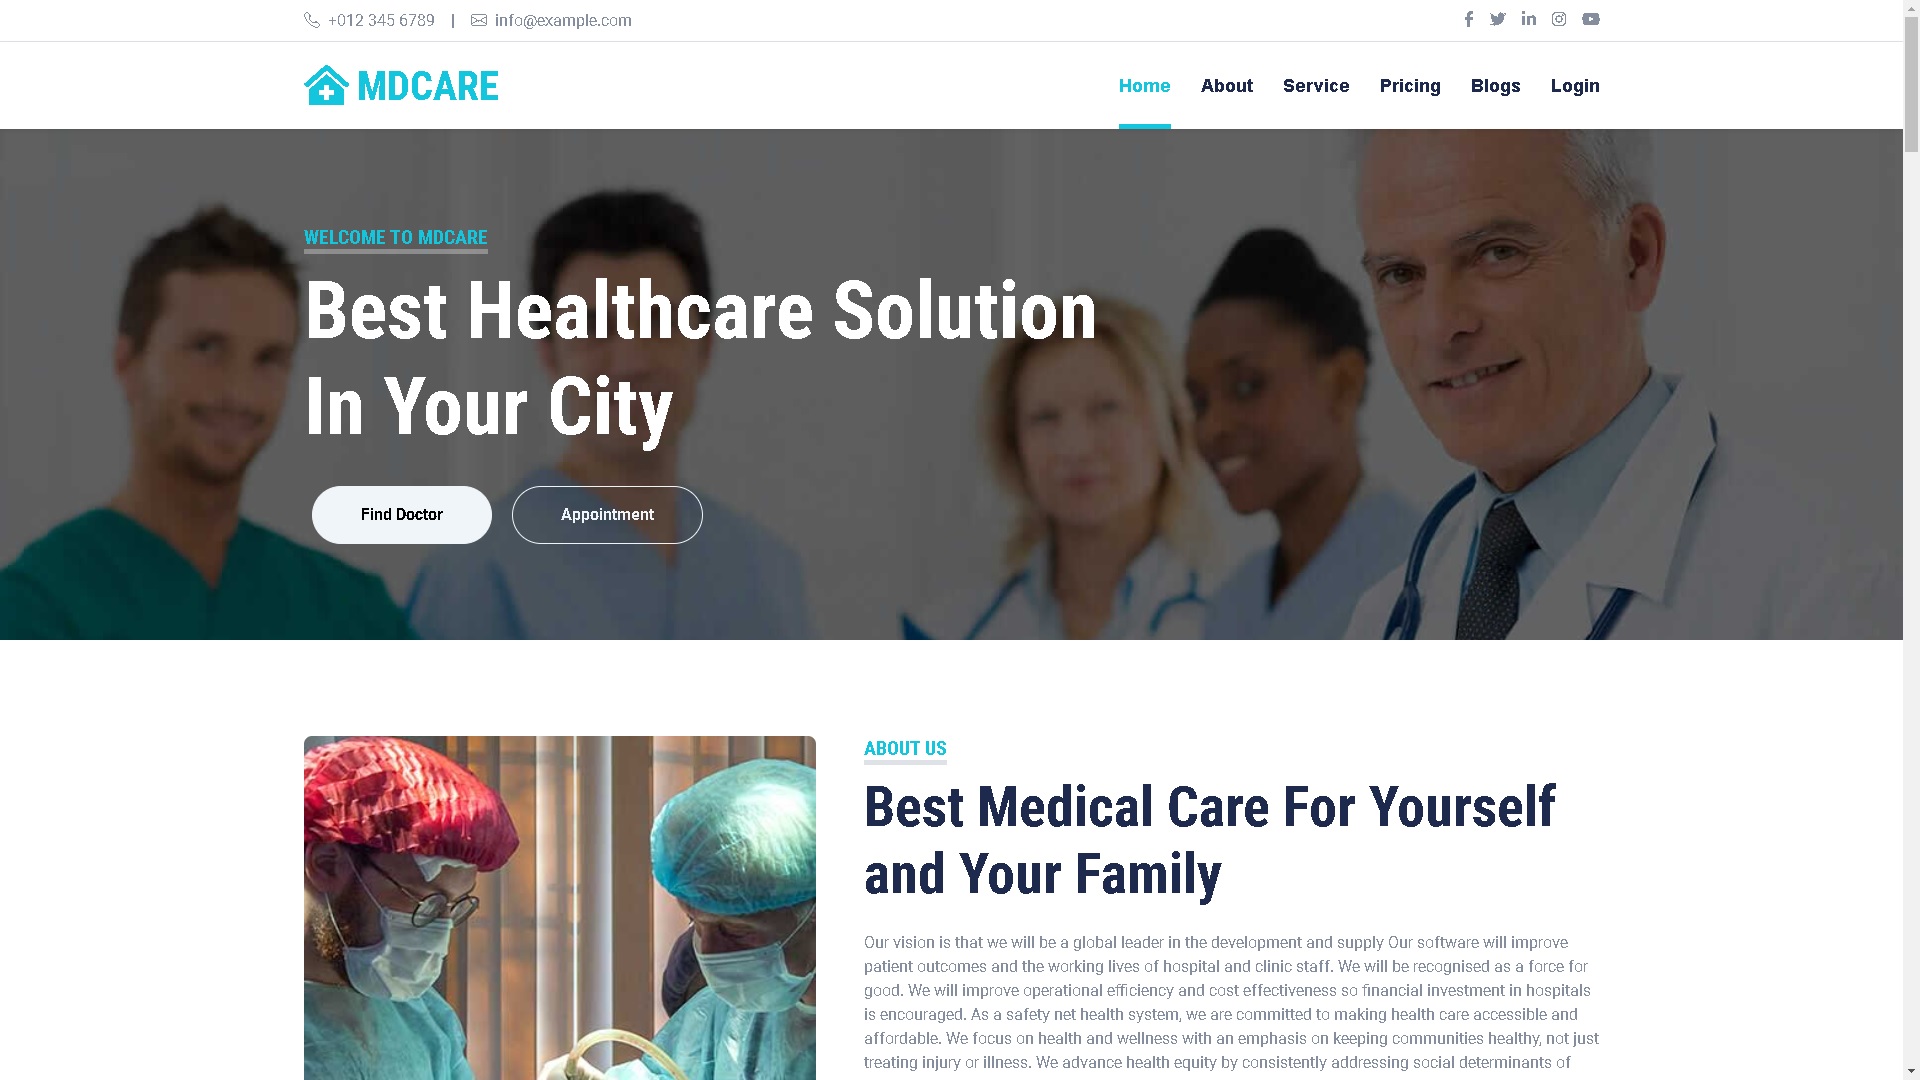 +012 345 6789 | info@example.com
MDCARE
Home About Service Pricing Blogs Login
WELCOME TO MDCARE
Best Healthcare Solution
In Your City
Find Doctor Appointment
ABOUT US
Best Medical Care For Yourself
and Your Family
Our vision is that we will be a global leader in the development and supply Our software will improve
patient outcomes and the working lives of hospital and clinic staff. We will be recognised as a force for
good. We will improve operational efficiency and cost effectiveness so financial investment in hospitals
is encouraged. As a safety net health system, we are committed to making health care accessible and
affordable. We focus on health and wellness with an emphasis on keeping communities healthy, not just
treating injury or illness. We advance health equity by consistently addressing social determinants of